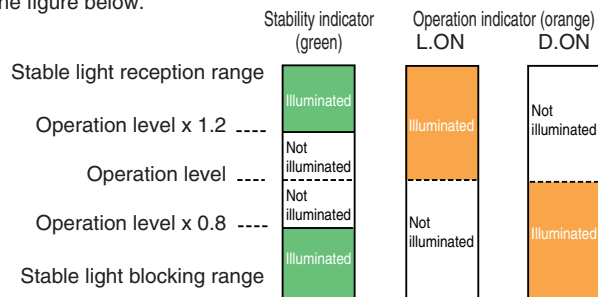 he figure below.
Stability indicator
(green)
Operation indicator (orange)
L.ON
D.ON
Stable light reception range
Operation level x 1.2
Operation level
Operation level x 0.8
Stable light blocking range
Illuminated
Not
illuminated
Not
illuminated
Illuminated
Illuminated
Not
illuminated
Not
illuminated
Illuminated